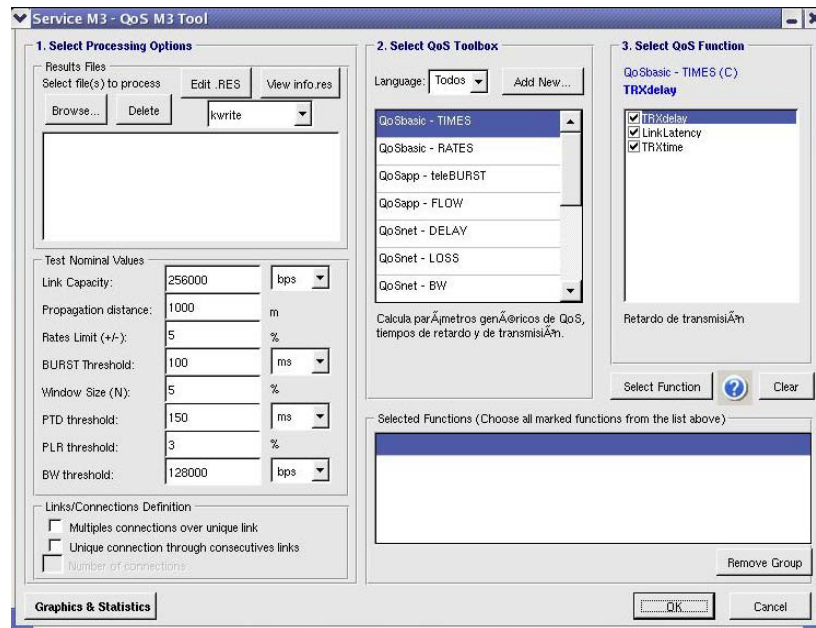 Service M3 - QoS M3 Tool
1. Select Processing Options
Results Files
Select file(s) to process
Edit .RES
View info.res
Browse...
Delete
kwrite
Test Nominal Values
Link Capacity: 256000 bps
Propagation distance: 1000 m
Rates Limit (+/-): 5 %
BURST Threshold: 100 ms
Window Size (N): 5 %
PTD threshold: 150 ms
PLR threshold: 3 %
BW threshold: 128000 bps
Links/Connections Definition
Multiples connections over unique link
Unique connection through consecutives links
Number of connections:
Graphics & Statistics
2. Select QoS Toolbox
Language: Todos
Add New...
QoSbasic - TIMES
QoSbasic - RATES
QoSapp - teleBURST
QoSapp - FLOW
QoSnet - DELAY
QoSnet - LOSS
QoSnet - BW
Calcula parÃ¡metros genÃ©ricos de QoS,
tiempos de retardo y de transmisiÃ³n.
3. Select QoS Function
QoSbasic - TIMES (C)
TRXdelay
TRXdelay
LinkLatency
TRXtime
Retardo de transmisiÃ³n
Select Function
?
Clear
Selected Functions (Choose all marked functions from the list above)
Remove Group
OK
Cancel